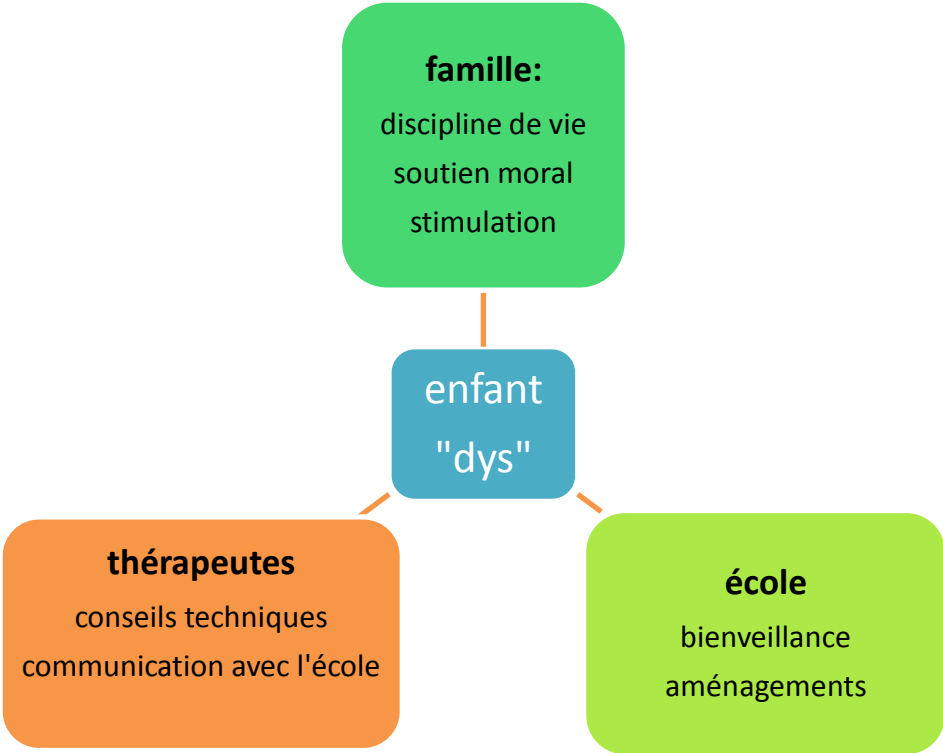 famille:
discipline de vie
soutien moral
stimulation
enfant
"dys"
thérapeutes
conseils techniques
communication avec l'école
école
bienveillance
aménagements